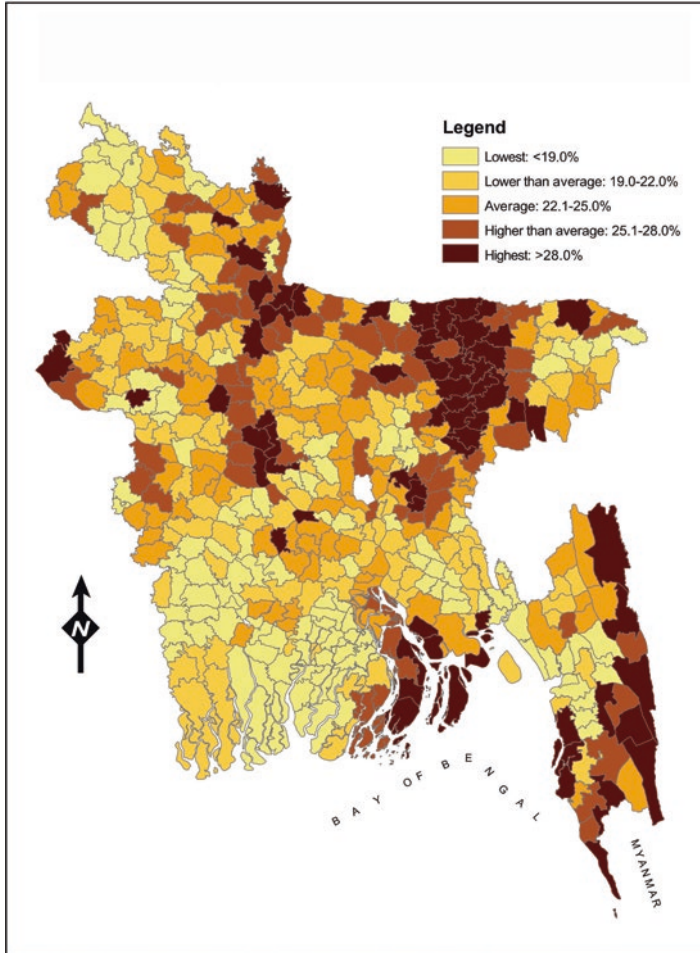 Legend
Lowest: <19.0%
Lower than average: 19.0-22.0%
Average: 22.1-25.0%
Higher than average: 25.1-28.0%
Highest: >28.0%
N
BAY OF BENGAL
MYANMAR